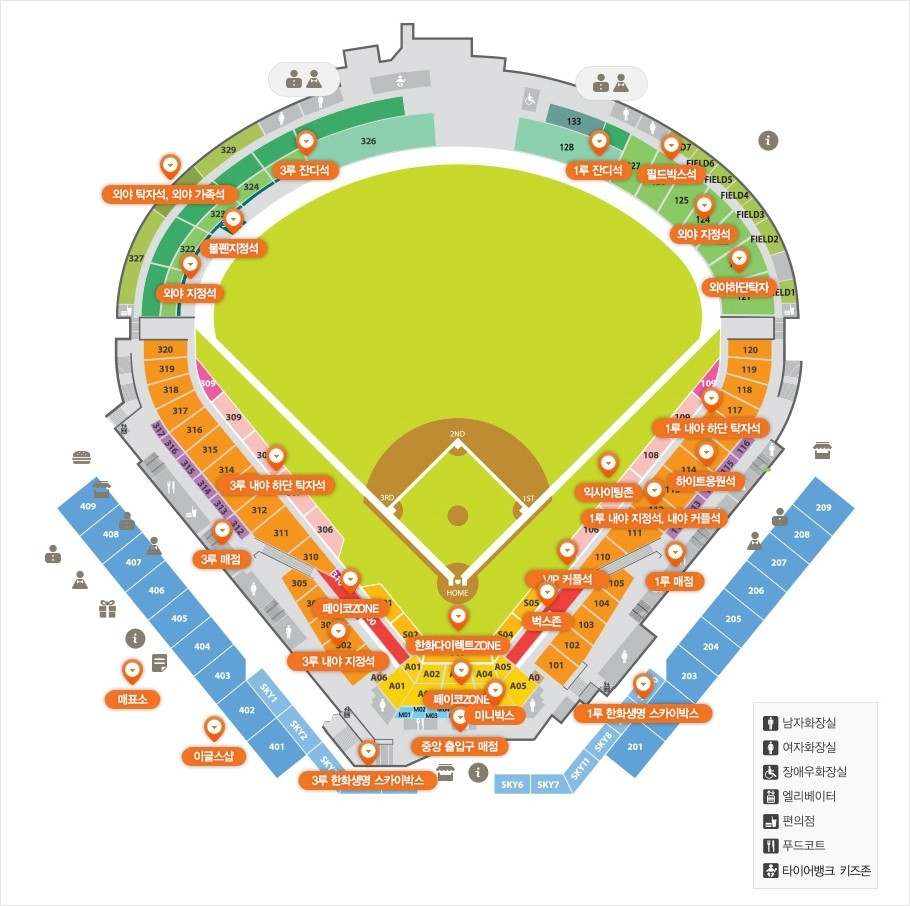 133
326
128
329
3루 잔디석
1루 잔디석
필드박스석
FIELD6
FIELD5
외야 탁자석, 외야 가족석
324
125
FIELD4
323
124
FIELD3
불펜지정석
외야 지정석
322
FIELD2
327
외야 지정석
외야하단탁자
121
320
120
319
119
309
109
318
118
317
117
309
109
316
1루 내야 하단 탁자석
2ND
317
316
315
314
313
312
315
116
115
108
314
114
하이트응원석
3루 내야 하단 탁자석
익사이팅존
3RD
1ST
409
312
209
1루 내야 지정석, 내야 커플석
306
106
408
311
111
208
3루 매점
310
110
407
207
305
VIP 커플석
105
1루 매점
406
HOME
206
페이코ZONE
벅스존
S05
104
405
103
205
S04
한화다이렉트ZONE
404
102
204
3루 내야 지정석
A01
A02
A04
A05
101
403
A06
A01
A05
203
SKY1
402
페이코ZONE
매표소
M01
M02
M03
미니박스
1루 한화생명 스카이박스
SKY2
중앙 출입구 매점
401
SKY8
201
이글스샵
SKY11
3루 한화생명 스카이박스
SKY6
SKY7
남자화장실
여자화장실
장애우화장실
엘리베이터
편의점
푸드코트
타이어뱅크 키즈존